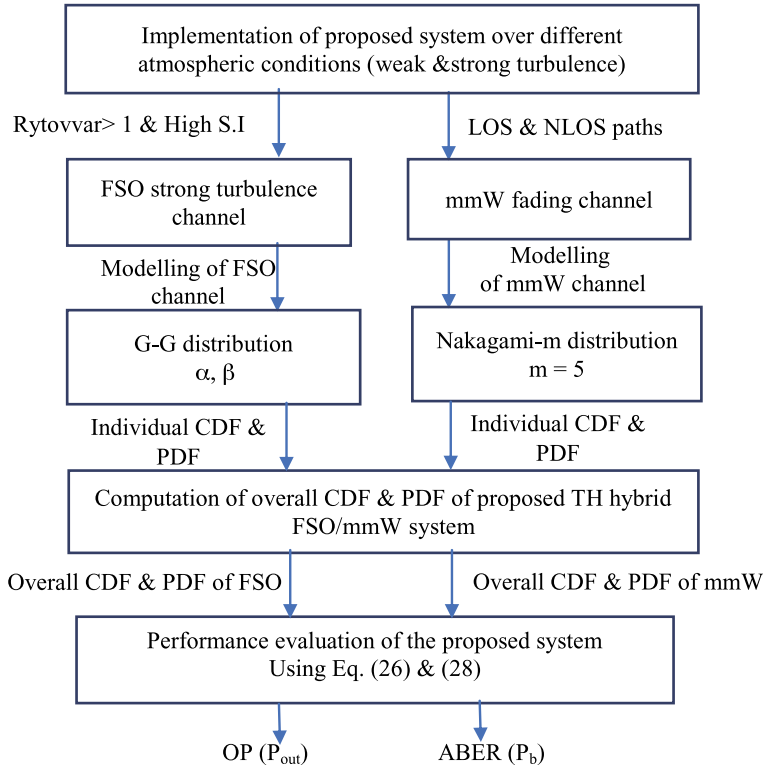 Implementation of proposed system over different
atmospheric conditions (weak &strong turbulence)
Rytovvar> 1 & High S.I
LOS & NLOS paths
FSO strong turbulence
channel
mmW fading channel
Modelling of FSO
channel
Modelling
of mmW channel
G-G distribution
α, β
Nakagami-m distribution
m = 5
Individual CDF &
PDF
Individual CDF &
PDF
Computation of overall CDF & PDF of proposed TH hybrid
FSO/mmW system
Overall CDF & PDF of FSO
Overall CDF & PDF of mmW
Performance evaluation of the proposed system
Using Eq. (26) & (28)
OP (Pout)
ABER (Pb)